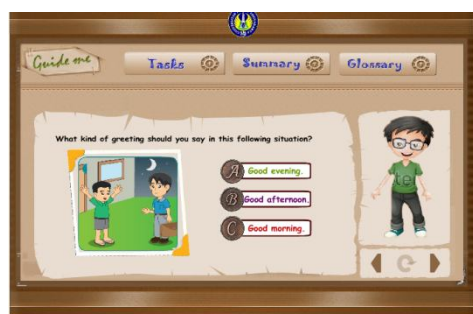 Guide me
Tasks
Summary
Glossary
What kind of greeting should you say in this following situation?
A Good evening.
B Good afternoon.
C Good morning.